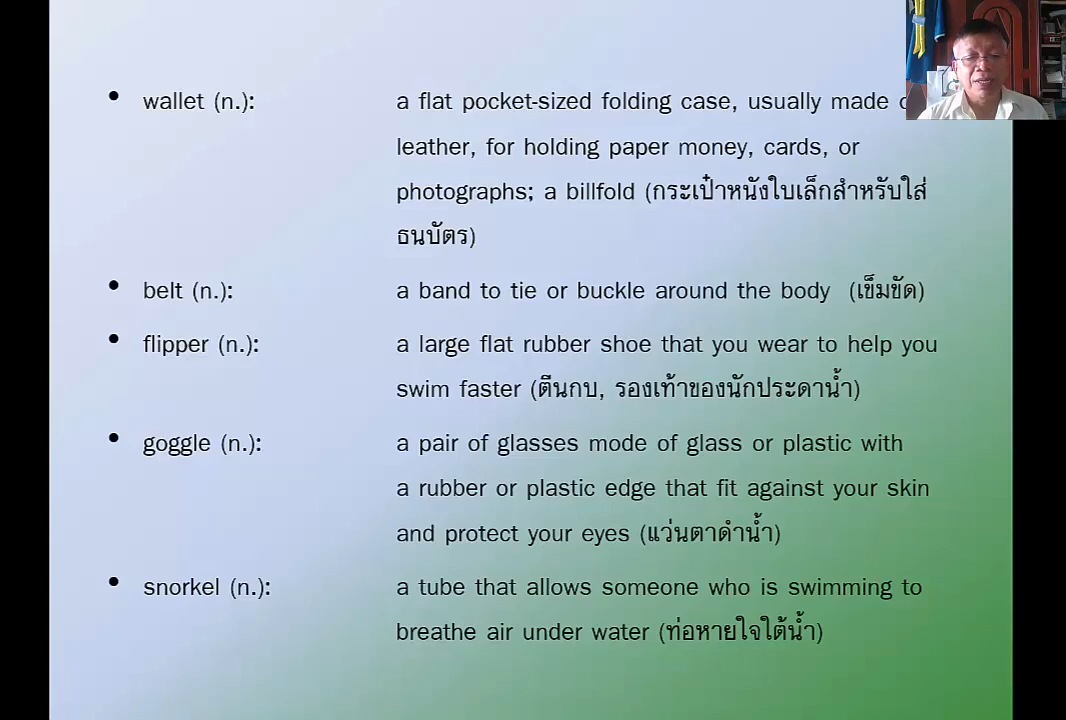 • wallet (n.): a flat pocket-sized folding case, usually made
leather, for holding paper money, cards, or
photographs; a billfold (กระเป๋าหนังใบเล็กสำหรับใส่
ธนบัตร)
• belt (n.): a band to tie or buckle around the body (เข็มขัด)
• flipper (n.): a large flat rubber shoe that you wear to help you
swim faster (ตีนกบ, รองเท้าของนักประดาน้ำ)
• goggle (n.): a pair of glasses mode of glass or plastic with
a rubber or plastic edge that fit against your skin
and protect your eyes (แว่นตาดำน้ำ)
• snorkel (n.): a tube that allows someone who is swimming to
breathe air under water (ท่อหายใจใต้น้ำ)